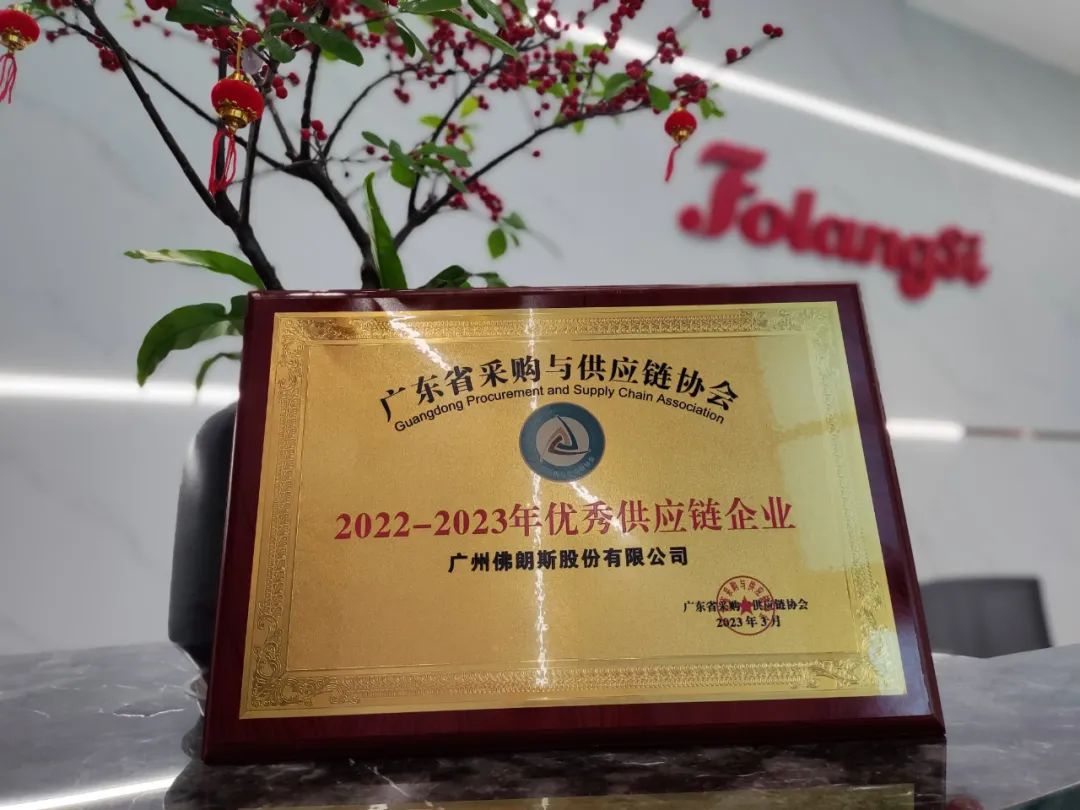 Folangsi
广东省采购与供应链协会
Guangdong Procurement and Supply Chain Association
2022-2023年优秀供应链企业
广州佛朗斯股份有限公司
广东省采购与供应链协会
2023年3月